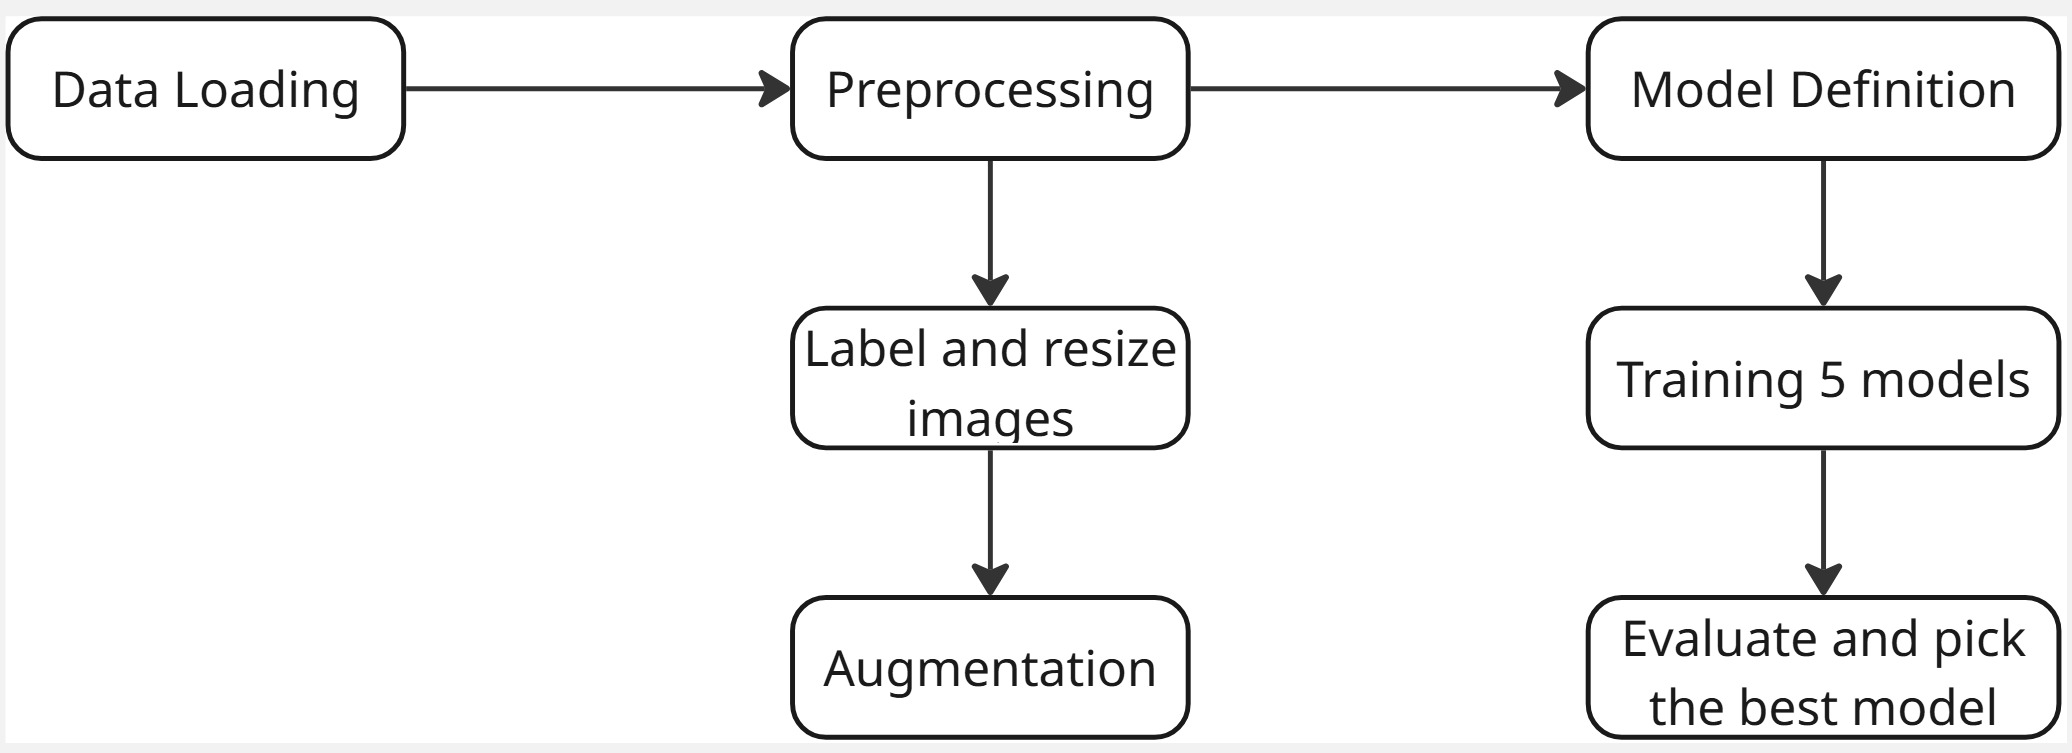 Data Loading
Preprocessing
Model Definition
Label and resize
images
Training 5 models
Augmentation
Evaluate and pick
the best model